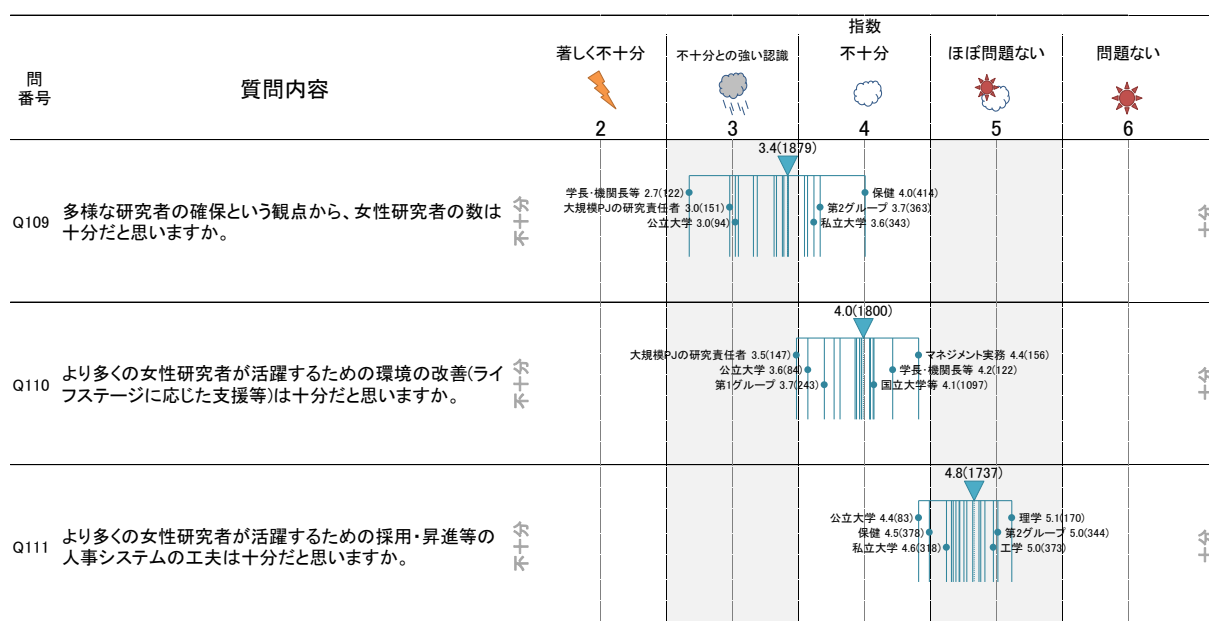 指数
問
番号
質問内容
著しく不十分
不十分との強い認識
不十分
ほぼ問題ない
問題ない
2
3
4
5
6
Q109
多様な研究者の確保という観点から、女性研究者の数は
十分だと思いますか。
不十分
3.4(1879)
学長・機関長等 2.7(122)
大規模PJの研究責任者 3.0(151)
公立大学 3.0(94)
保健 4.0(414)
第2グループ 3.7(363)
私立大学 3.6(343)
十分
Q110
より多くの女性研究者が活躍するための環境の改善(ライ
フステージに応じた支援等)は十分だと思いますか。
不十分
4.0(1800)
大規模PJの研究責任者 3.5(147)
公立大学 3.6(84)
第1グループ 3.7(243)
マネジメント実務 4.4(156)
学長・機関長等 4.2(122)
国立大学等 4.1(1097)
十分
Q111
より多くの女性研究者が活躍するための採用・昇進等の
人事システムの工夫は十分だと思いますか。
不十分
4.8(1737)
公立大学 4.4(83)
保健 4.5(378)
私立大学 4.6(318)
理学 5.1(170)
第2グループ 5.0(344)
工学 5.0(373)
十分